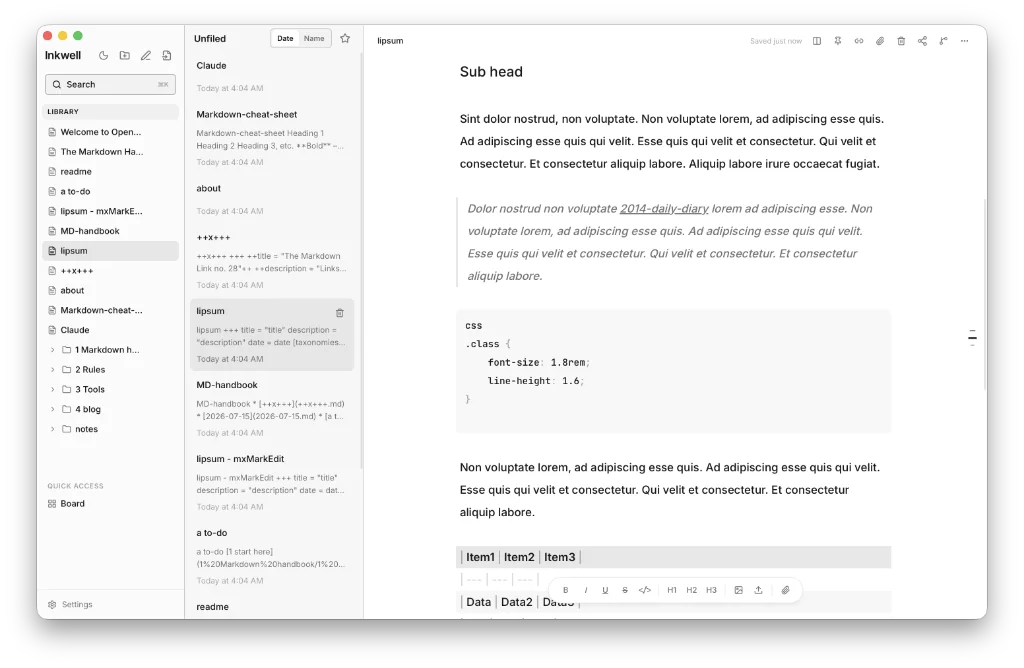 Inkwell
Search
⌘K
LIBRARY
Welcome to Open...
The Markdown Ha...
readme
a to-do
lipsum - mxMarkE...
MD-handbook
lipsum
++x+++
about
Markdown-cheat-...
Claude
1 Markdown h...
2 Rules
3 Tools
4 blog
notes
QUICK ACCESS
Board
Settings
Unfiled
Date Name
Claude
Today at 4:04 AM
Markdown-cheat-sheet
Markdown-cheat-sheet Heading 1
Heading 2 Heading 3, etc. **Bold** –...
Today at 4:04 AM
about
Today at 4:04 AM
++x+++
++x+++ +++ ++title = "The Markdown
Link no. 28"++ ++description = "Links...
Today at 4:04 AM
lipsum
lipsum +++ title = "title" description =
"description" date = date [taxonomies...
Today at 4:04 AM
MD-handbook
MD-handbook * [++x+++](++x+++.md)
* [2026-07-15](2026-07-15.md) * [a t...
Today at 4:04 AM
lipsum - mxMarkEdit
lipsum - mxMarkEdit +++ title = "title"
description = "description" date = dat...
Today at 4:04 AM
a to-do
a to-do [1 start here]
(1%20Markdown%20handbook/1%20...
Today at 4:04 AM
readme
lipsum
Saved just now
Sub head
Sint dolor nostrud, non voluptate. Non voluptate lorem, ad adipiscing esse quis.
Ad adipiscing esse quis qui velit. Esse quis qui velit et consectetur. Qui velit et
consectetur. Et consectetur aliquip labore. Aliquip labore irure occaecat fugiat.
Dolor nostrud non voluptate 2014-daily-diary lorem ad adipiscing esse. Non
voluptate lorem, ad adipiscing esse quis. Ad adipiscing esse quis qui velit.
Esse quis qui velit et consectetur. Qui velit et consectetur. Et consectetur
aliquip labore.
css
.class {
font-size: 1.8rem;
line-height: 1.6;
}
Non voluptate lorem, ad adipiscing esse quis. Ad adipiscing esse quis qui velit.
Esse quis qui velit et consectetur. Qui velit et consectetur. Et consectetur
aliquip labore.
| Item1 | Item2 | Item3 |
| --- | --- | --- |
B I U S </> H1 H2 H3
| Data | Data2 | Data3 |